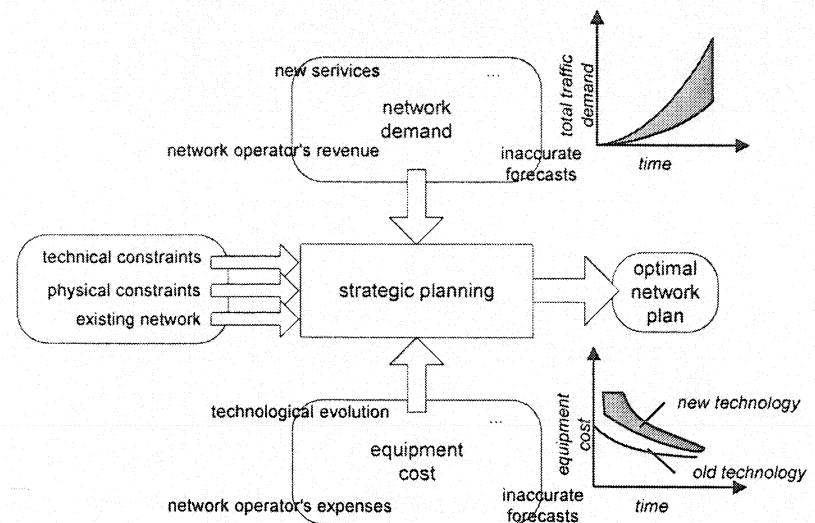 new serivices
...
network
demand
network operator's revenue
inaccurate
forecasts
total traffic
demand
time
technical constraints
physical constraints
existing network
strategic planning
optimal
network
plan
technological evolution
...
equipment
cost
network operator's expenses
inaccurate
forecasts
equipment
cost
new technology
old technology
time